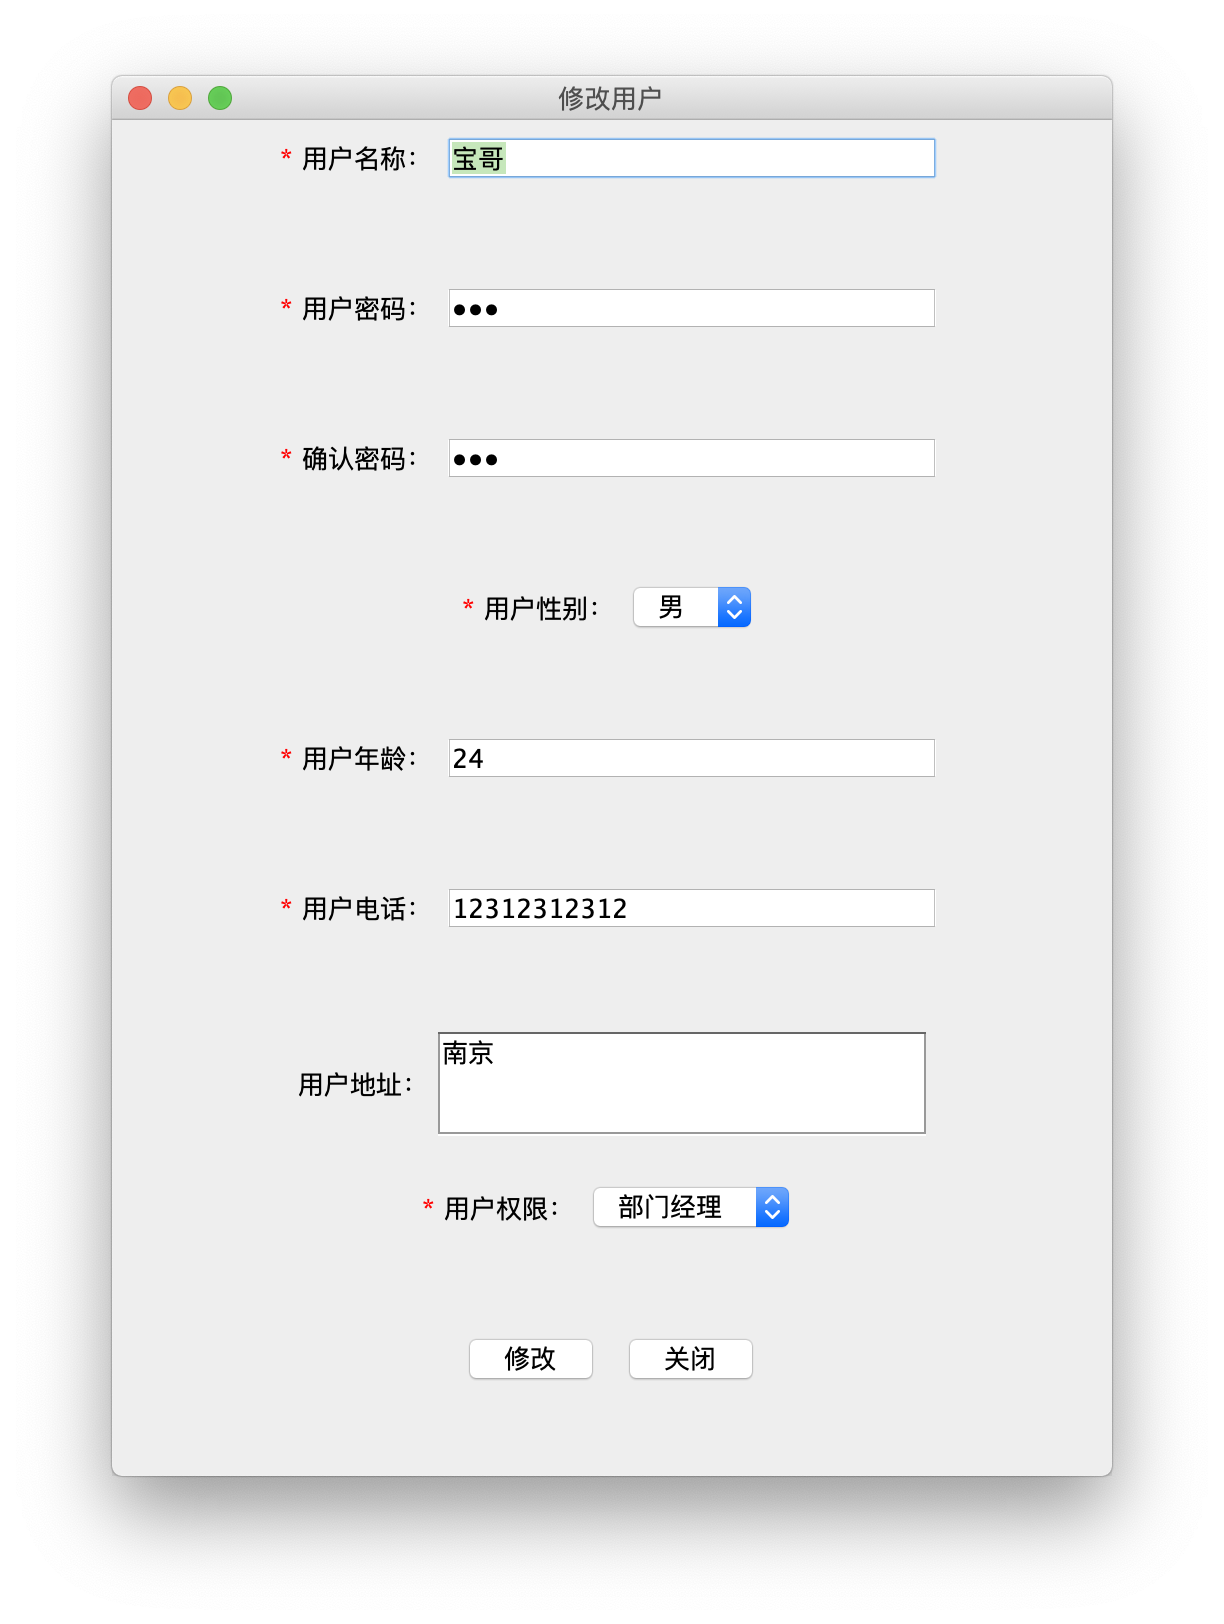 修改用户
* 用户名称： 宝哥
* 用户密码： ●●●
* 确认密码： ●●●
* 用户性别： 男
* 用户年龄： 24
* 用户电话： 12312312312
用户地址： 南京
* 用户权限： 部门经理
修改 关闭